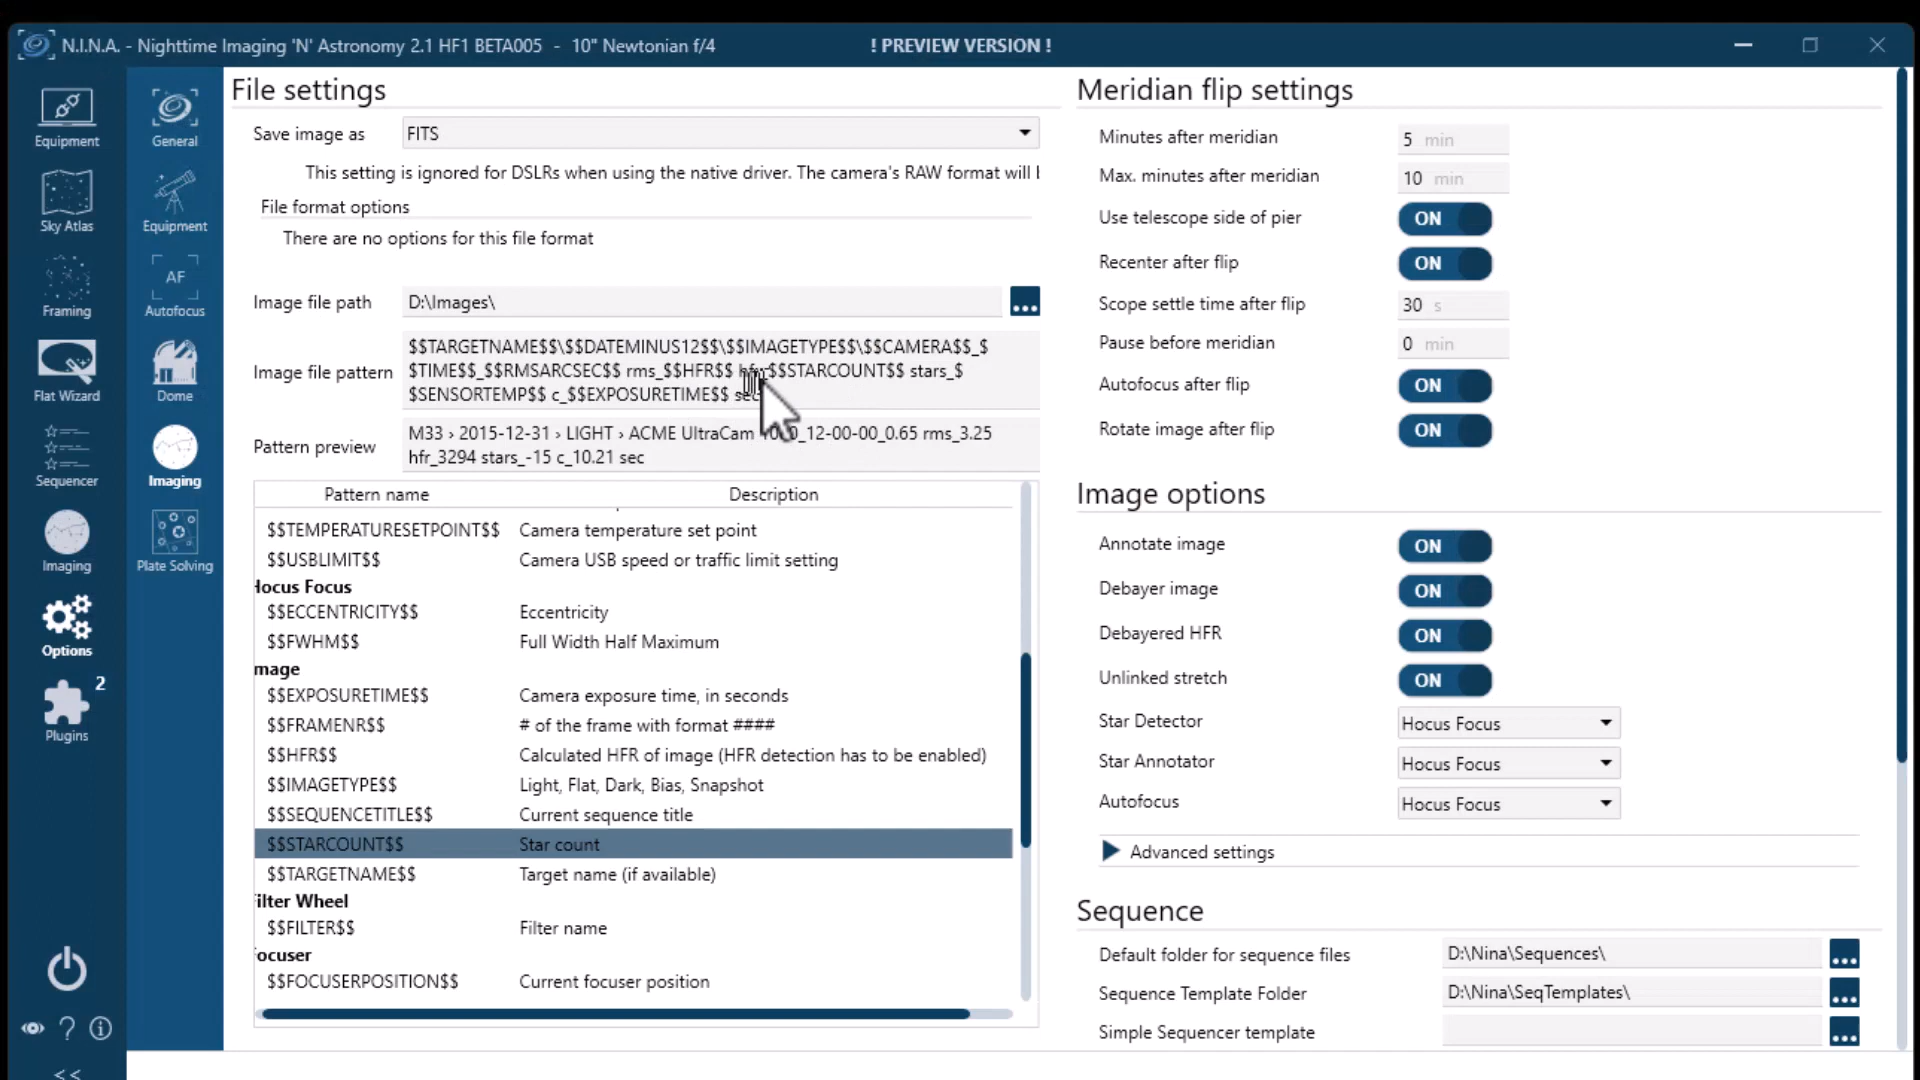 N.I.N.A. - Nighttime Imaging 'N' Astronomy 2.1 HF1 BETA005 - 10" Newtonian f/4
! PREVIEW VERSION !
Equipment
Sky Atlas
Framing
Flat Wizard
Sequencer
Imaging
Options
2
Plugins
?
<<
General
Equipment
AF
Autofocus
Dome
Imaging
Plate Solving
File settings
Save image as
FITS
This setting is ignored for DSLRs when using the native driver. The camera's RAW format will
File format options
There are no options for this file format
Image file path
D:\Images\
...
Image file pattern
$$TARGETNAME$$\$$DATEMINUS12$$\$$IMAGETYPE$$\$$CAMERA$$_$
$TIME$$_$$RMSARCSEC$$ rms_$$HFR$$ $$STARCOUNT$$ stars_$
$SENSORTEMP$$ c_$$EXPOSURETIME$$
Pattern preview
M33 › 2015-12-31 › LIGHT › ACME UltraCam _12-00-00_0.65 rms_3.25
hfr_3294 stars_-15 c_10.21 sec
Pattern name Description
$$TEMPERATURESETPOINT$$ Camera temperature set point
$$USBLIMIT$$ Camera USB speed or traffic limit setting
Hocus Focus
$$ECCENTRICITY$$ Eccentricity
$$FWHM$$ Full Width Half Maximum
mage
$$EXPOSURETIME$$ Camera exposure time, in seconds
$$FRAMENR$$ # of the frame with format ####
$$HFR$$ Calculated HFR of image (HFR detection has to be enabled)
$$IMAGETYPE$$ Light, Flat, Dark, Bias, Snapshot
$$SEQUENCETITLE$$ Current sequence title
$$STARCOUNT$$ Star count
$$TARGETNAME$$ Target name (if available)
Filter Wheel
$$FILTER$$ Filter name
ocuser
$$FOCUSERPOSITION$$ Current focuser position
Meridian flip settings
Minutes after meridian 5 min
Max. minutes after meridian 10 min
Use telescope side of pier ON
Recenter after flip ON
Scope settle time after flip 30 s
Pause before meridian 0 min
Autofocus after flip ON
Rotate image after flip ON
Image options
Annotate image ON
Debayer image ON
Debayered HFR ON
Unlinked stretch ON
Star Detector Hocus Focus
Star Annotator Hocus Focus
Autofocus Hocus Focus
Advanced settings
Sequence
Default folder for sequence files D:\Nina\Sequences\ ...
Sequence Template Folder D:\Nina\SeqTemplates\ ...
Simple Sequencer template ...